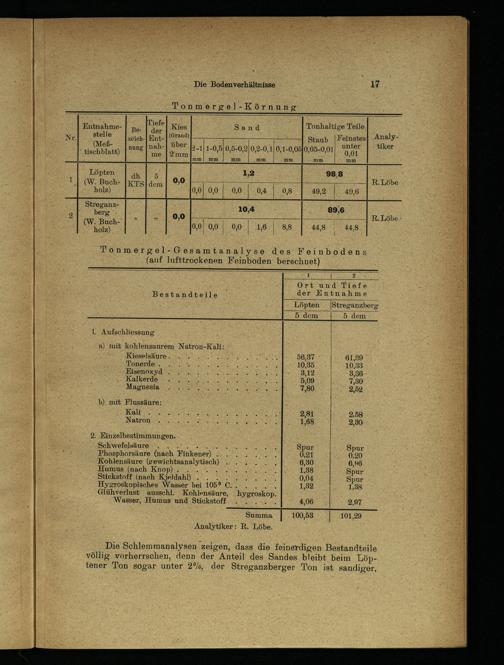 Die Bodenverhältnisse 17
Tonmergel-Körnung
Nr. Entnahmestelle (Meß-tischblatt) Be-zeich-nung Tiefe der Ent-nah-me Kies (Grand) über 2 mm Sand Tonhaltige Teile Analy-tiker
2-1 mm 1-0,5 mm 0,5-0,2 mm 0,2-0,1 mm 0,1-0,05 mm Staub 0,05-0,01 mm Feinstes unter 0,01 mm
1 Löpten (W. Buch-holz) dh KTS 5 dcm 0,0 1,2 98,8 R. Löbe
0,0 0,0 0,0 0,4 0,8 49,2 49,6
2 Streganz-berg (W. Buch-holz) „ „ 0,0 10,4 89,6 R. Löbe
0,0 0,0 0,0 1,6 8,8 44,8 44,8
Tonmergel-Gesamtanalyse des Feinbodens
(auf lufttrockenen Feinboden berechnet)
Bestandteile 1 2
Ort und Tiefe
der Entnahme
Löpten Streganzberg
5 dcm 5 dcm
1. Aufschliessung
a) mit kohlensaurem Natron-Kali:
Kieselsäure 56,37
Tonerde 10,35 10,33
Eisenoxyd 3,12
Kalkerde 5,09 7,30
Magnesia 7,80 2,52
b) mit Flussäure:
Kali 2,81 2,58
Natron 1,68 2,30
2. Einzelbestimmungen.
Schwefelsäure Spur Spur
Phosphorsäure (nach Finkener) 0,21 0,20
Kohlensäure (gewichtsanalytisch) 6,30 6,96
Humus (nach Knop) 1,38 Spur
Stickstoff (nach Kjeldahl) 0,04 Spur
Hygroskopisches Wasser bei 105° C. 1,32 1,38
Glühverlust ausschl. Kohlensäure, hygroskop.
Wasser, Humus und Stickstoff 4,06 2,97
Summa 100,53 101,29
Analytiker: R. Löbe.
Die Schlemmanalysen zeigen, dass die feinerdigen Bestandteile
völlig vorherrschen, denn der Anteil des Sandes bleibt beim Löp-
tener Ton sogar unter 2%, der Streganzberger Ton ist sandiger,